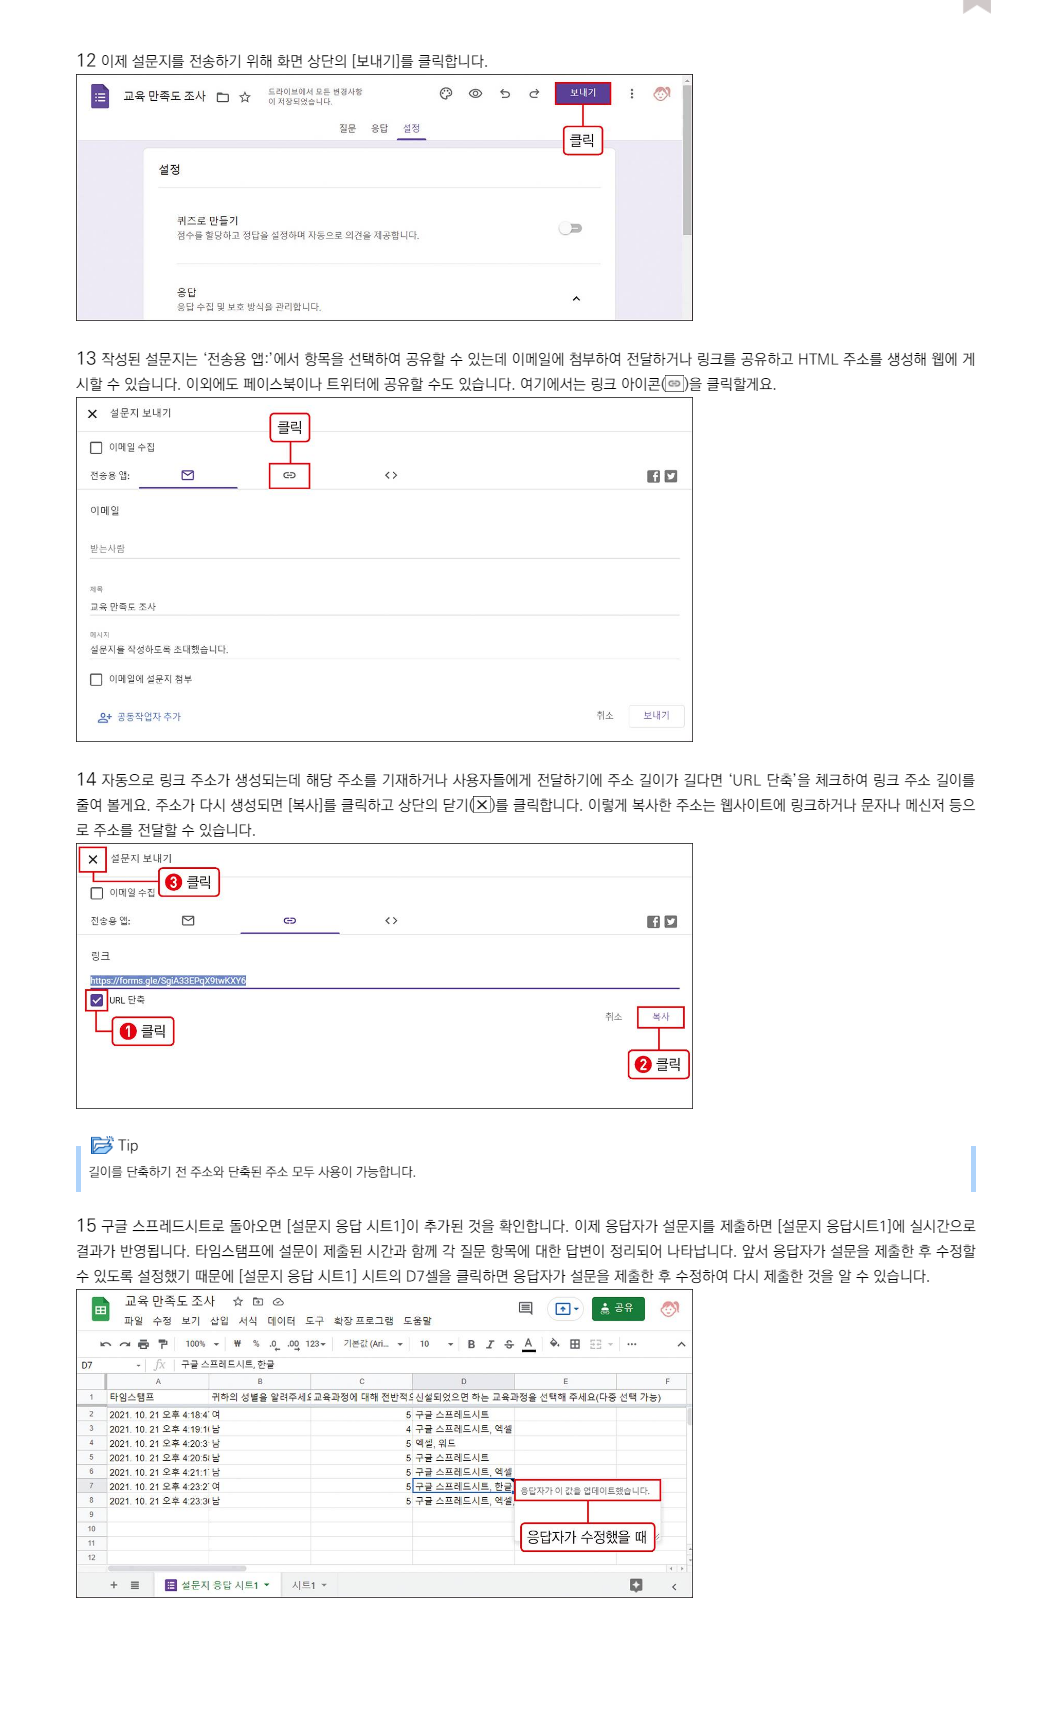 12 이제 설문지를 전송하기 위해 화면 상단의 [보내기]를 클릭합니다.
교육 만족도 조사
드라이브에서 모든 변경사항
이 저장되었습니다.
보내기
질문 응답 설정
클릭
설정
퀴즈로 만들기
점수를 할당하고 정답을 설정하며 자동으로 의견을 제공합니다.
응답
응답 수집 및 보호 방식을 관리합니다.
13 작성된 설문지는 ‘전송용 앱:’에서 항목을 선택하여 공유할 수 있는데 이메일에 첨부하여 전달하거나 링크를 공유하고 HTML 주소를 생성해 웹에 게
시할 수 있습니다. 이외에도 페이스북이나 트위터에 공유할 수도 있습니다. 여기에서는 링크 아이콘( )을 클릭할게요.
설문지 보내기
클릭
이메일 수집
전송용 앱:
이메일
받는사람
제목
교육 만족도 조사
메시지
설문지를 작성하도록 초대했습니다.
이메일에 설문지 첨부
공동작업자 추가
취소 보내기
14 자동으로 링크 주소가 생성되는데 해당 주소를 기재하거나 사용자들에게 전달하기에 주소 길이가 길다면 ‘URL 단축’을 체크하여 링크 주소 길이를
줄여 볼게요. 주소가 다시 생성되면 [복사]를 클릭하고 상단의 닫기( )를 클릭합니다. 이렇게 복사한 주소는 웹사이트에 링크하거나 문자나 메신저 등으
로 주소를 전달할 수 있습니다.
설문지 보내기
3 클릭
이메일 수집
전송용 앱:
링크
https://forms.gle/SgiA33EPqX9twKXY6
URL 단축
취소 복사
1 클릭
2 클릭
Tip
길이를 단축하기 전 주소와 단축된 주소 모두 사용이 가능합니다.
15 구글 스프레드시트로 돌아오면 [설문지 응답 시트1]이 추가된 것을 확인합니다. 이제 응답자가 설문지를 제출하면 [설문지 응답시트1]에 실시간으로
결과가 반영됩니다. 타임스탬프에 설문이 제출된 시간과 함께 각 질문 항목에 대한 답변이 정리되어 나타납니다. 앞서 응답자가 설문을 제출한 후 수정할
수 있도록 설정했기 때문에 [설문지 응답 시트1] 시트의 D7셀을 클릭하면 응답자가 설문을 제출한 후 수정하여 다시 제출한 것을 알 수 있습니다.
교육 만족도 조사
파일 수정 보기 삽입 서식 데이터 도구 확장 프로그램 도움말
공유
100% ₩ % .0 .00 123 기본값 (Ari... 10 B I S A
D7 fx 구글 스프레드시트, 한글
A B C D E F
1 타임스탬프 귀하의 성별을 알려주세요 교육과정에 대해 전반적으 신설되었으면 하는 교육과정을 선택해 주세요(다중 선택 가능)
2 2021. 10. 21 오후 4:18:4 여 5 구글 스프레드시트
3 2021. 10. 21 오후 4:19:1 남 4 구글 스프레드시트, 엑셀
4 2021. 10. 21 오후 4:20:3 남 5 엑셀, 워드
5 2021. 10. 21 오후 4:20:5 남 5 구글 스프레드시트
6 2021. 10. 21 오후 4:21:1 남 5 구글 스프레드시트, 엑셀
7 2021. 10. 21 오후 4:23:2 여 5 구글 스프레드시트, 한글 응답자가 이 값을 업데이트했습니다.
8 2021. 10. 21 오후 4:23:3 남 5 구글 스프레드시트, 엑셀,
9
10
응답자가 수정했을 때
11
12
설문지 응답 시트1 시트1